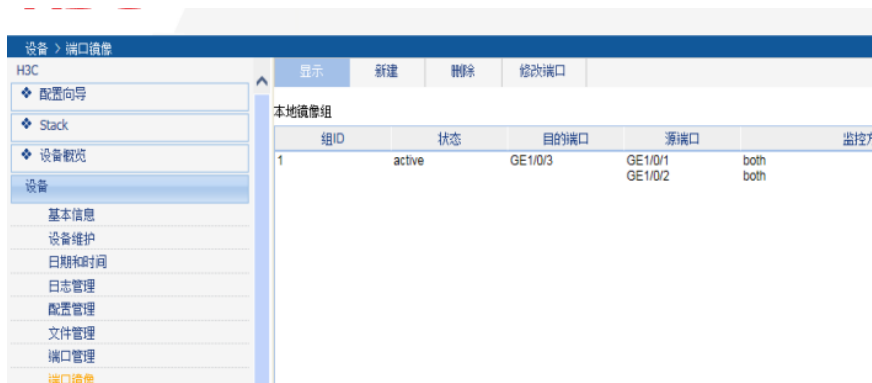 设备 > 端口镜像
H3C
配置向导
Stack
设备概览
设备
基本信息
设备维护
日期和时间
日志管理
配置管理
文件管理
端口管理
端口镜像
显示 新建 删除 修改端口
本地镜像组
组ID 状态 目的端口 源端口 监控方
1 active GE1/0/3 GE1/0/1 both
GE1/0/2 both